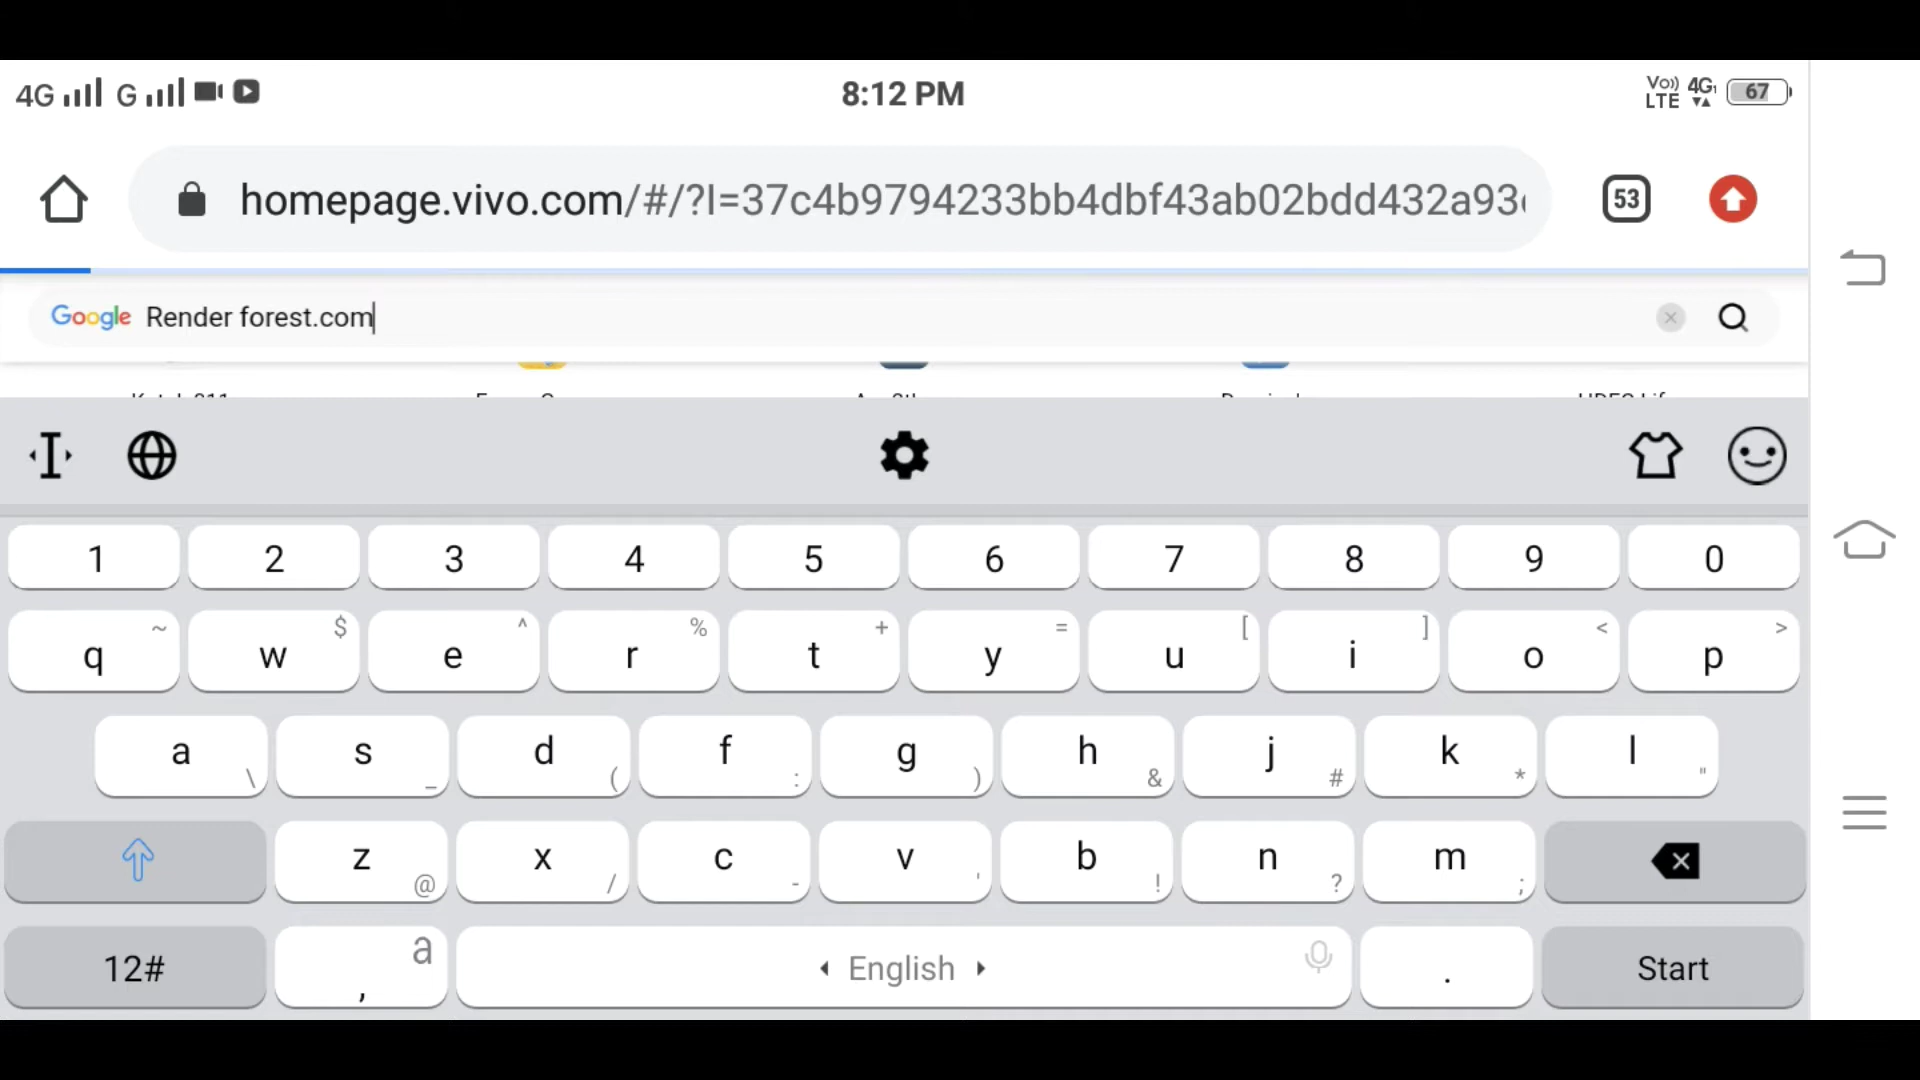 4G G 8:12 PM Vo)) LTE 4G 67
homepage.vivo.com/#/?l=37c4b9794233bb4dbf43ab02bdd432a93 53
Google Render forest.com
1 2 3 4 5 6 7 8 9 0
~ $ ^ % + = [ ] < >
q w e r t y u i o p
a s d f g h j k l
\ _ ( : ) & # * "
z x c v b n m
@ / - ' ! ? ;
12# , a English . Start